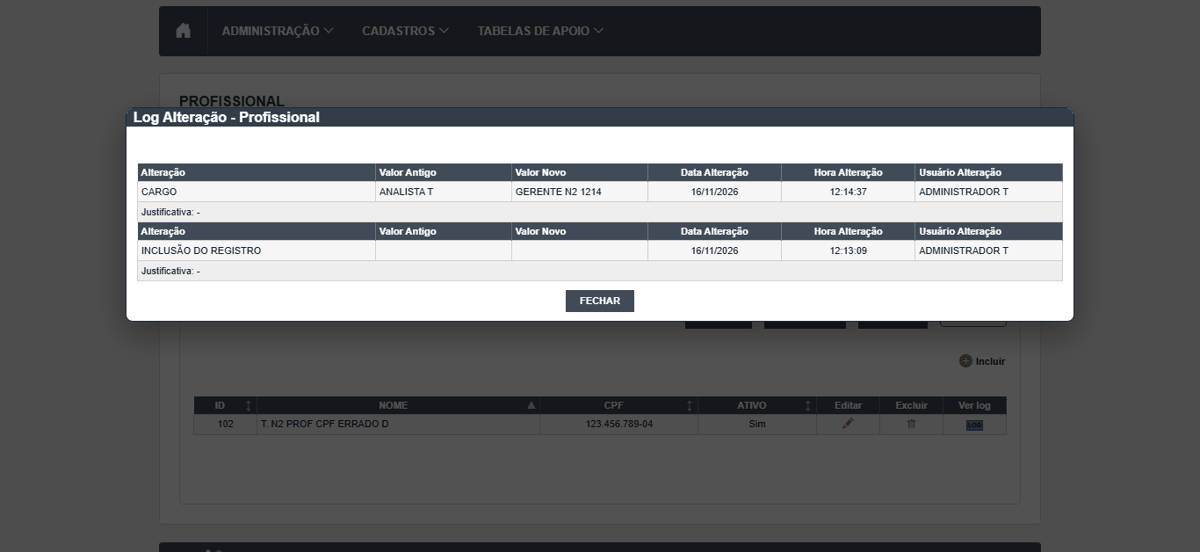 ADMINISTRAÇÃO CADASTROS TABELAS DE APOIO
PROFISSIONAL
Log Alteração - Profissional
Alteração Valor Antigo Valor Novo Data Alteração Hora Alteração Usuário Alteração
CARGO ANALISTA T GERENTE N2 1214 16/11/2026 12:14:37 ADMINISTRADOR T
Justificativa: -
Alteração Valor Antigo Valor Novo Data Alteração Hora Alteração Usuário Alteração
INCLUSÃO DO REGISTRO 16/11/2026 12:13:09 ADMINISTRADOR T
Justificativa: -
FECHAR
Incluir
ID NOME CPF ATIVO Editar Excluir Ver log
102 T. N2 PROF CPF ERRADO D 123.456.789-04 Sim LOG